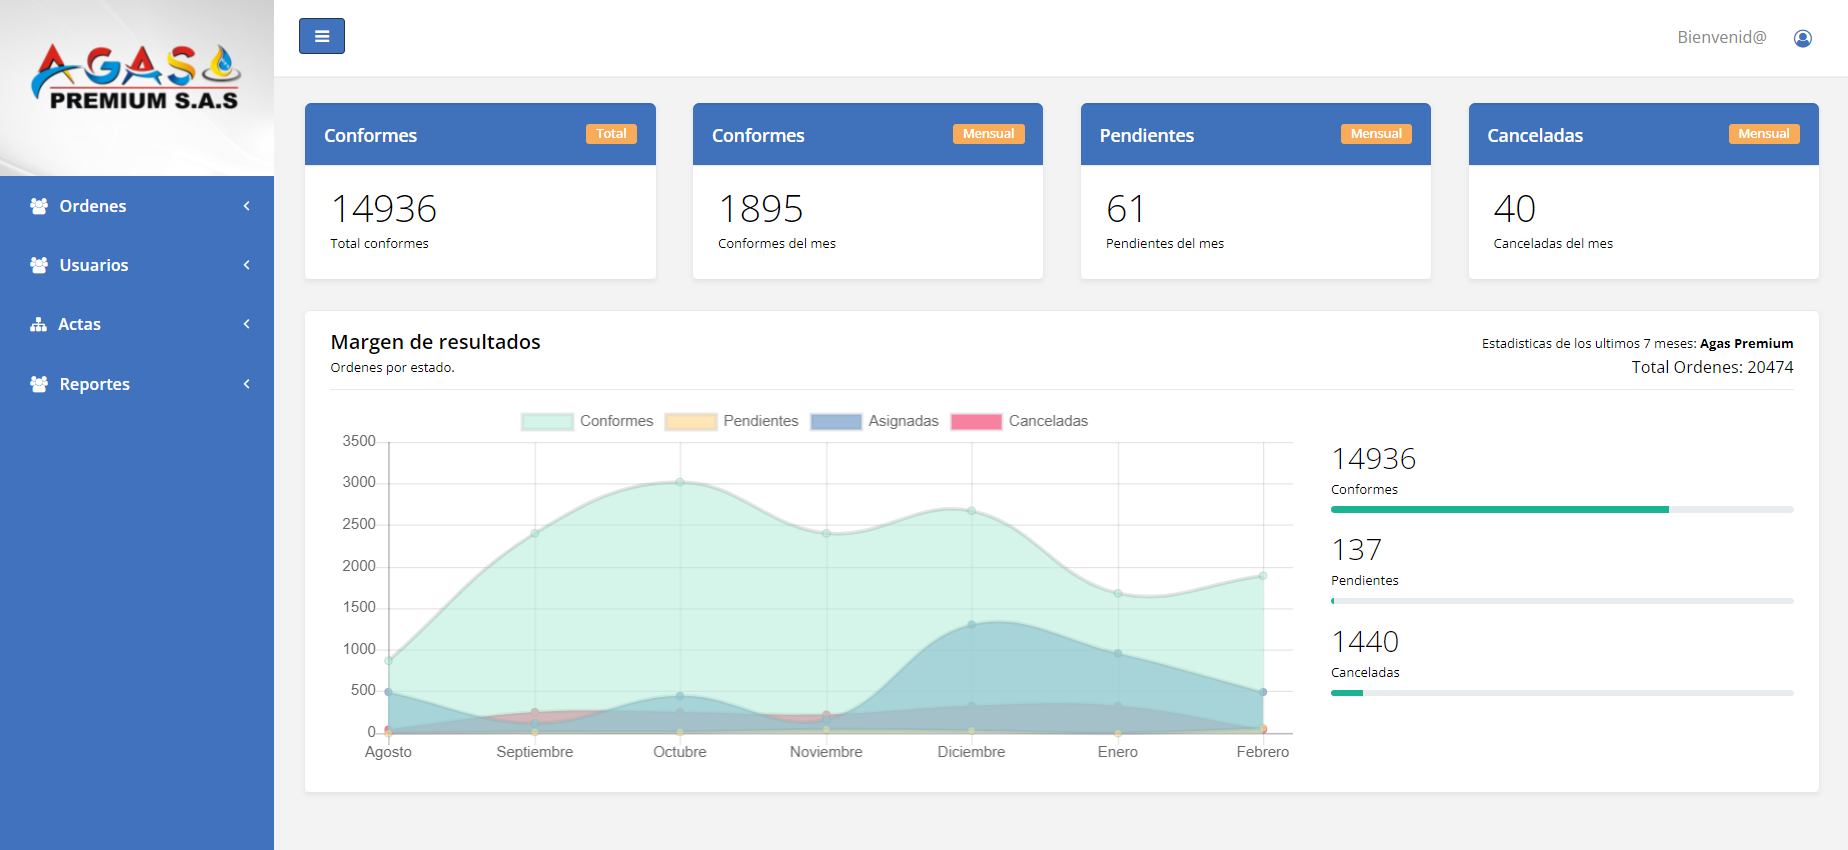 AGAS
PREMIUM S.A.S
Ordenes
Usuarios
Actas
Reportes
Bienvenid@
Conformes Total
14936
Total conformes
Conformes Mensual
1895
Conformes del mes
Pendientes Mensual
61
Pendientes del mes
Canceladas Mensual
40
Canceladas del mes
Margen de resultados
Ordenes por estado.
Estadisticas de los ultimos 7 meses: Agas Premium
Total Ordenes: 20474
Conformes Pendientes Asignadas Canceladas
3500
3000
2500
2000
1500
1000
500
0
Agosto Septiembre Octubre Noviembre Diciembre Enero Febrero
14936
Conformes
137
Pendientes
1440
Canceladas